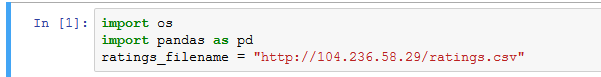 In [1]: import os
import pandas as pd
ratings_filename = "http://104.236.58.29/ratings.csv"